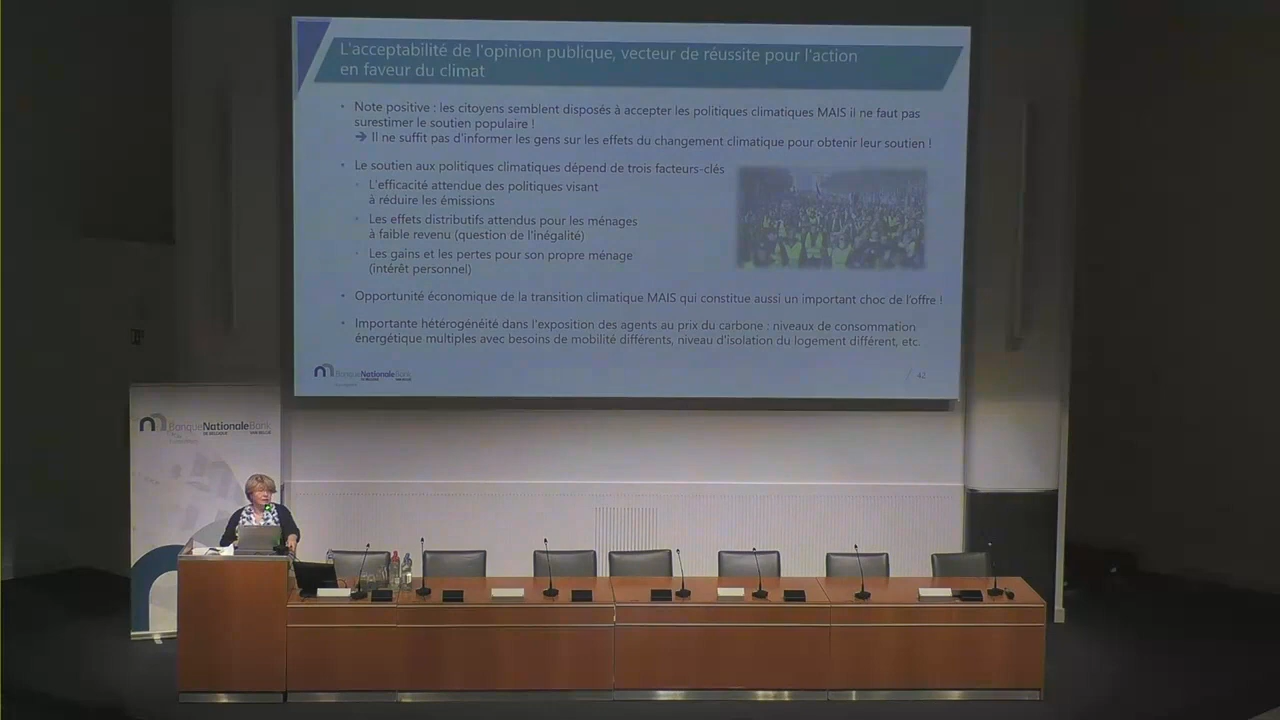 L'acceptabilité de l'opinion publique, vecteur de réussite pour l'action
en faveur du climat
• Note positive : les citoyens semblent disposés à accepter les politiques climatiques MAIS il ne faut pas
surestimer le soutien populaire !
➔ Il ne suffit pas d'informer les gens sur les effets du changement climatique pour obtenir leur soutien !
• Le soutien aux politiques climatiques dépend de trois facteurs-clés
• L'efficacité attendue des politiques visant
à réduire les émissions
• Les effets distributifs attendus pour les ménages
à faible revenu (question de l'inégalité)
• Les gains et les pertes pour son propre ménage
(intérêt personnel)
• Opportunité économique de la transition climatique MAIS qui constitue aussi un important choc de l'offre !
• Importante hétérogénéité dans l'exposition des agents au prix du carbone : niveaux de consommation
énergétique multiples avec besoins de mobilité différents, niveau d'isolation du logement différent, etc.
BanqueNationaleBank
/ 42
BanqueNationaleBank
DE BELGIQUE